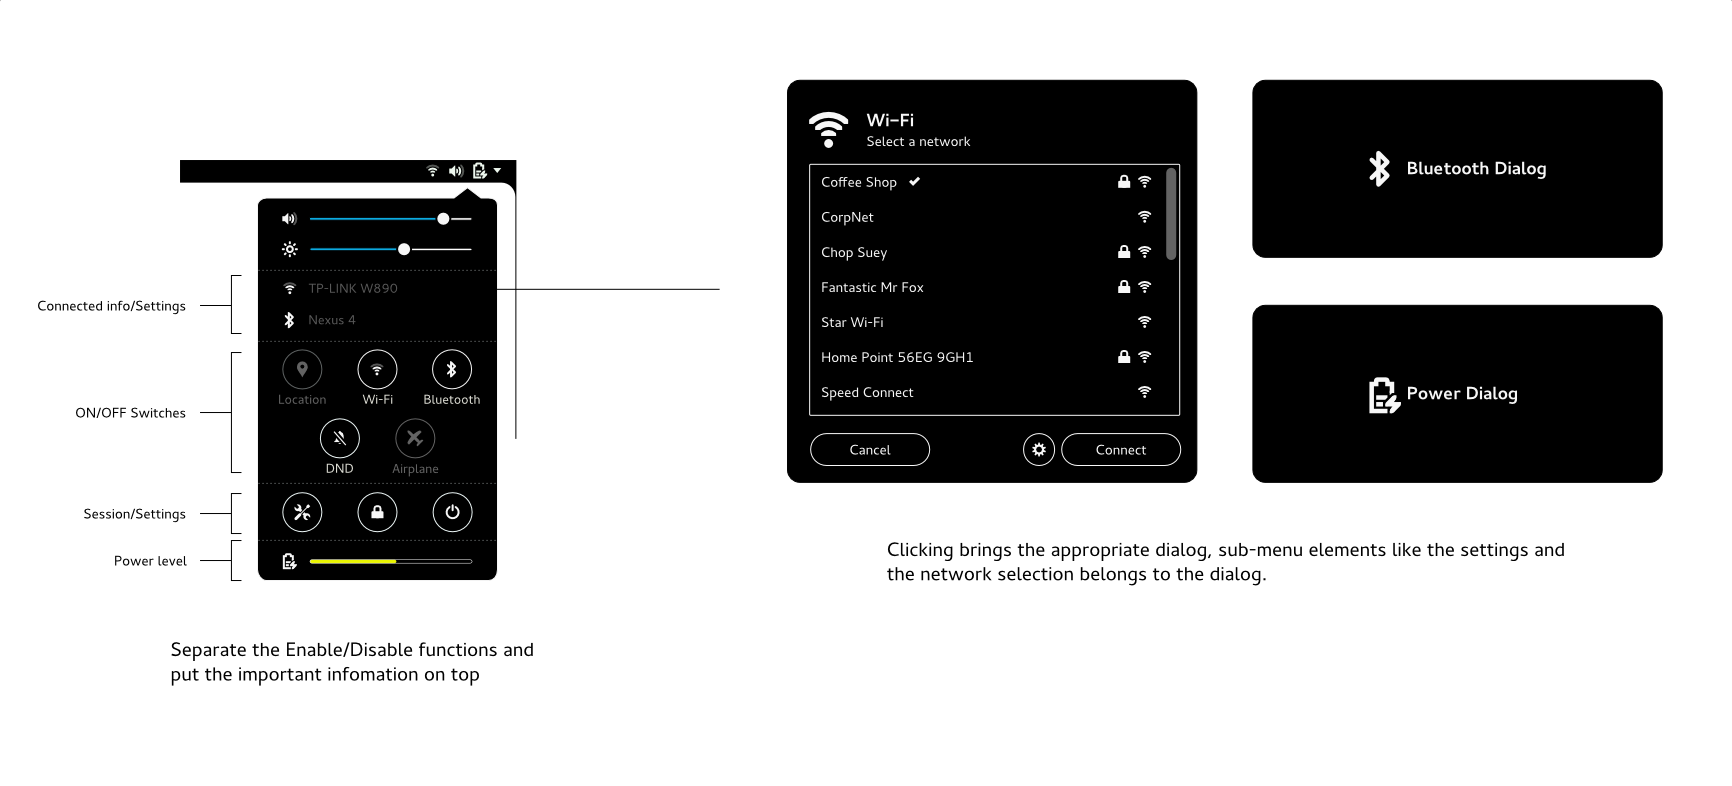 Connected info/Settings
ON/OFF Switches
Session/Settings
Power level
TP-LINK W890
Nexus 4
Location
Wi-Fi
Bluetooth
DND
Airplane
Separate the Enable/Disable functions and
put the important infomation on top
Wi-Fi
Select a network
Coffee Shop
CorpNet
Chop Suey
Fantastic Mr Fox
Star Wi-Fi
Home Point 56EG 9GH1
Speed Connect
Cancel
Connect
Bluetooth Dialog
Power Dialog
Clicking brings the appropriate dialog, sub-menu elements like the settings and
the network selection belongs to the dialog.